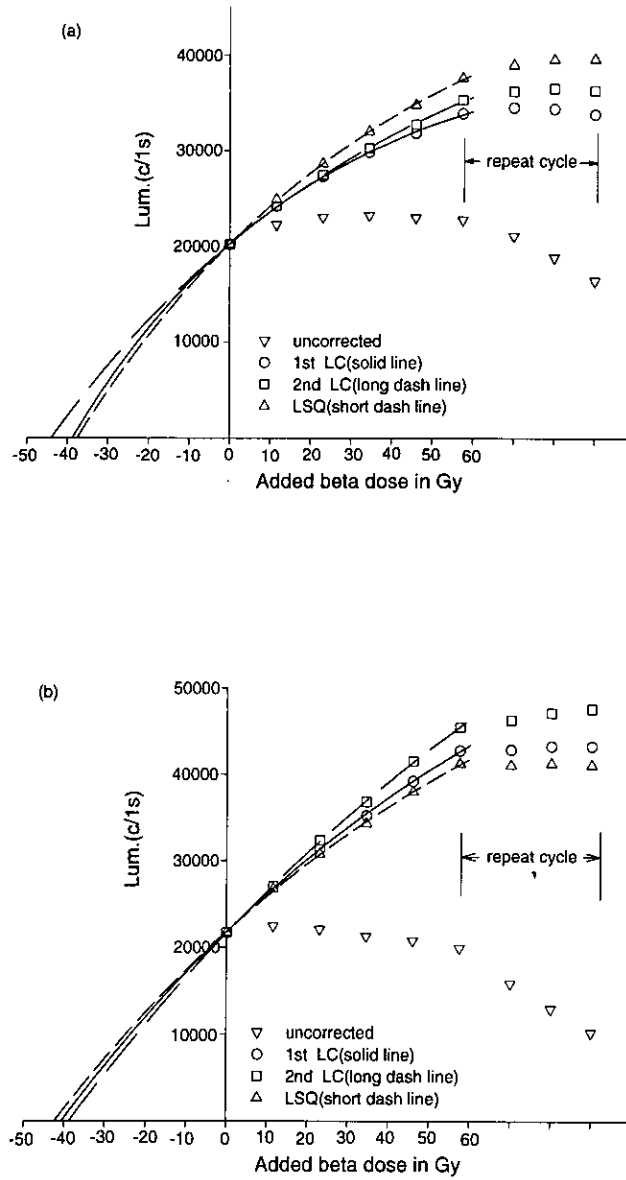 (a)
40000
30000
20000
10000
Lum.(c/1s)
repeat cycle
uncorrected
1st LC(solid line)
2nd LC(long dash line)
LSQ(short dash line)
-50 -40 -30 -20 -10 0 10 20 30 40 50 60
Added beta dose in Gy
(b)
50000
40000
30000
20000
10000
Lum.(c/1s)
repeat cycle
uncorrected
1st LC(solid line)
2nd LC(long dash line)
LSQ(short dash line)
-50 -40 -30 -20 -10 0 10 20 30 40 50 60
Added beta dose in Gy